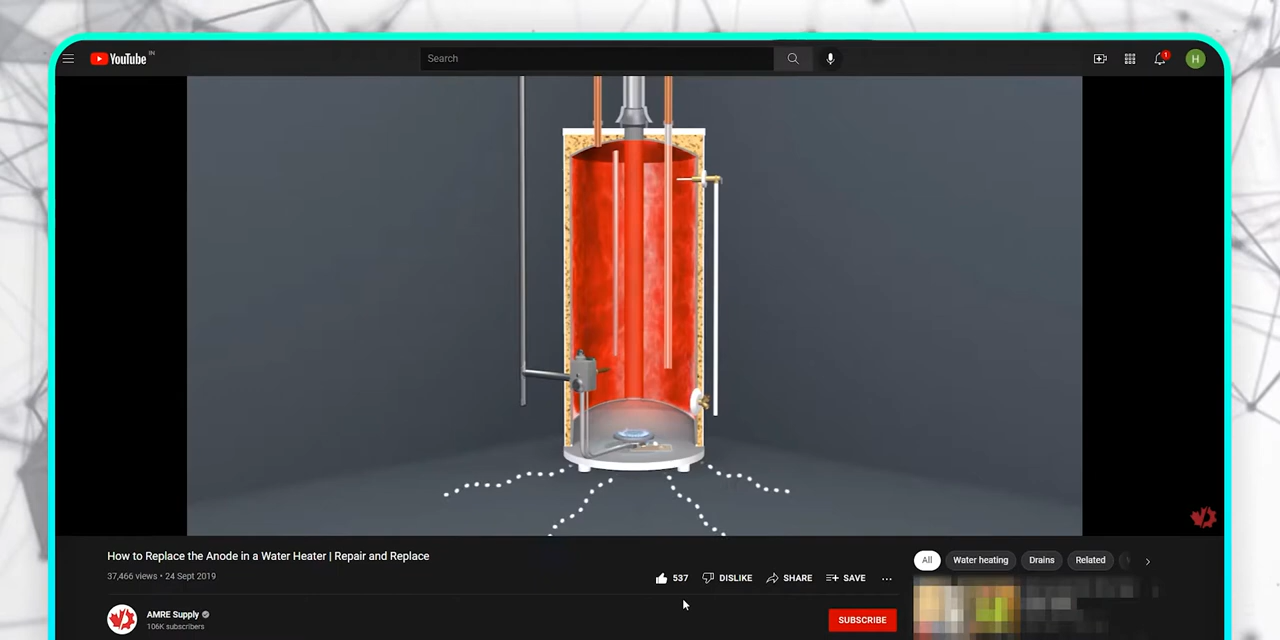 YouTube IN
Search
1
H
How to Replace the Anode in a Water Heater | Repair and Replace
37,466 views • 24 Sept 2019
537
DISLIKE
SHARE
SAVE
...
AMRE Supply
106K subscribers
SUBSCRIBE
All
Water heating
Drains
Related